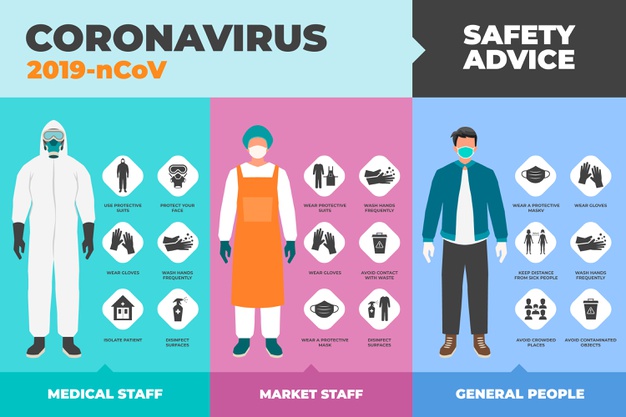 CORONAVIRUS
2019-nCoV
SAFETY
ADVICE
USE PROTECTIVE
SUITS
PROTECT YOUR
FACE
WEAR GLOVES
WASH HANDS
FREQUENTLY
ISOLATE PATIENT
DISINFECT
SURFACES
MEDICAL STAFF
WEAR PROTECTIVE
SUITS
WASH HANDS
FREQUENTLY
WEAR GLOVES
AVOID CONTACT
WITH WASTE
WEAR A PROTECTIVE
MASK
DISINFECT
SURFACES
MARKET STAFF
WEAR A PROTECTIVE
MASKV
WEAR GLOVES
KEEP DISTANCE
FROM SICK PEOPLE
WASH HANDS
FREQUENTLY
AVOID CROWDED
PLACES
AVOID CONTAMINATED
OBJECTS
GENERAL PEOPLE